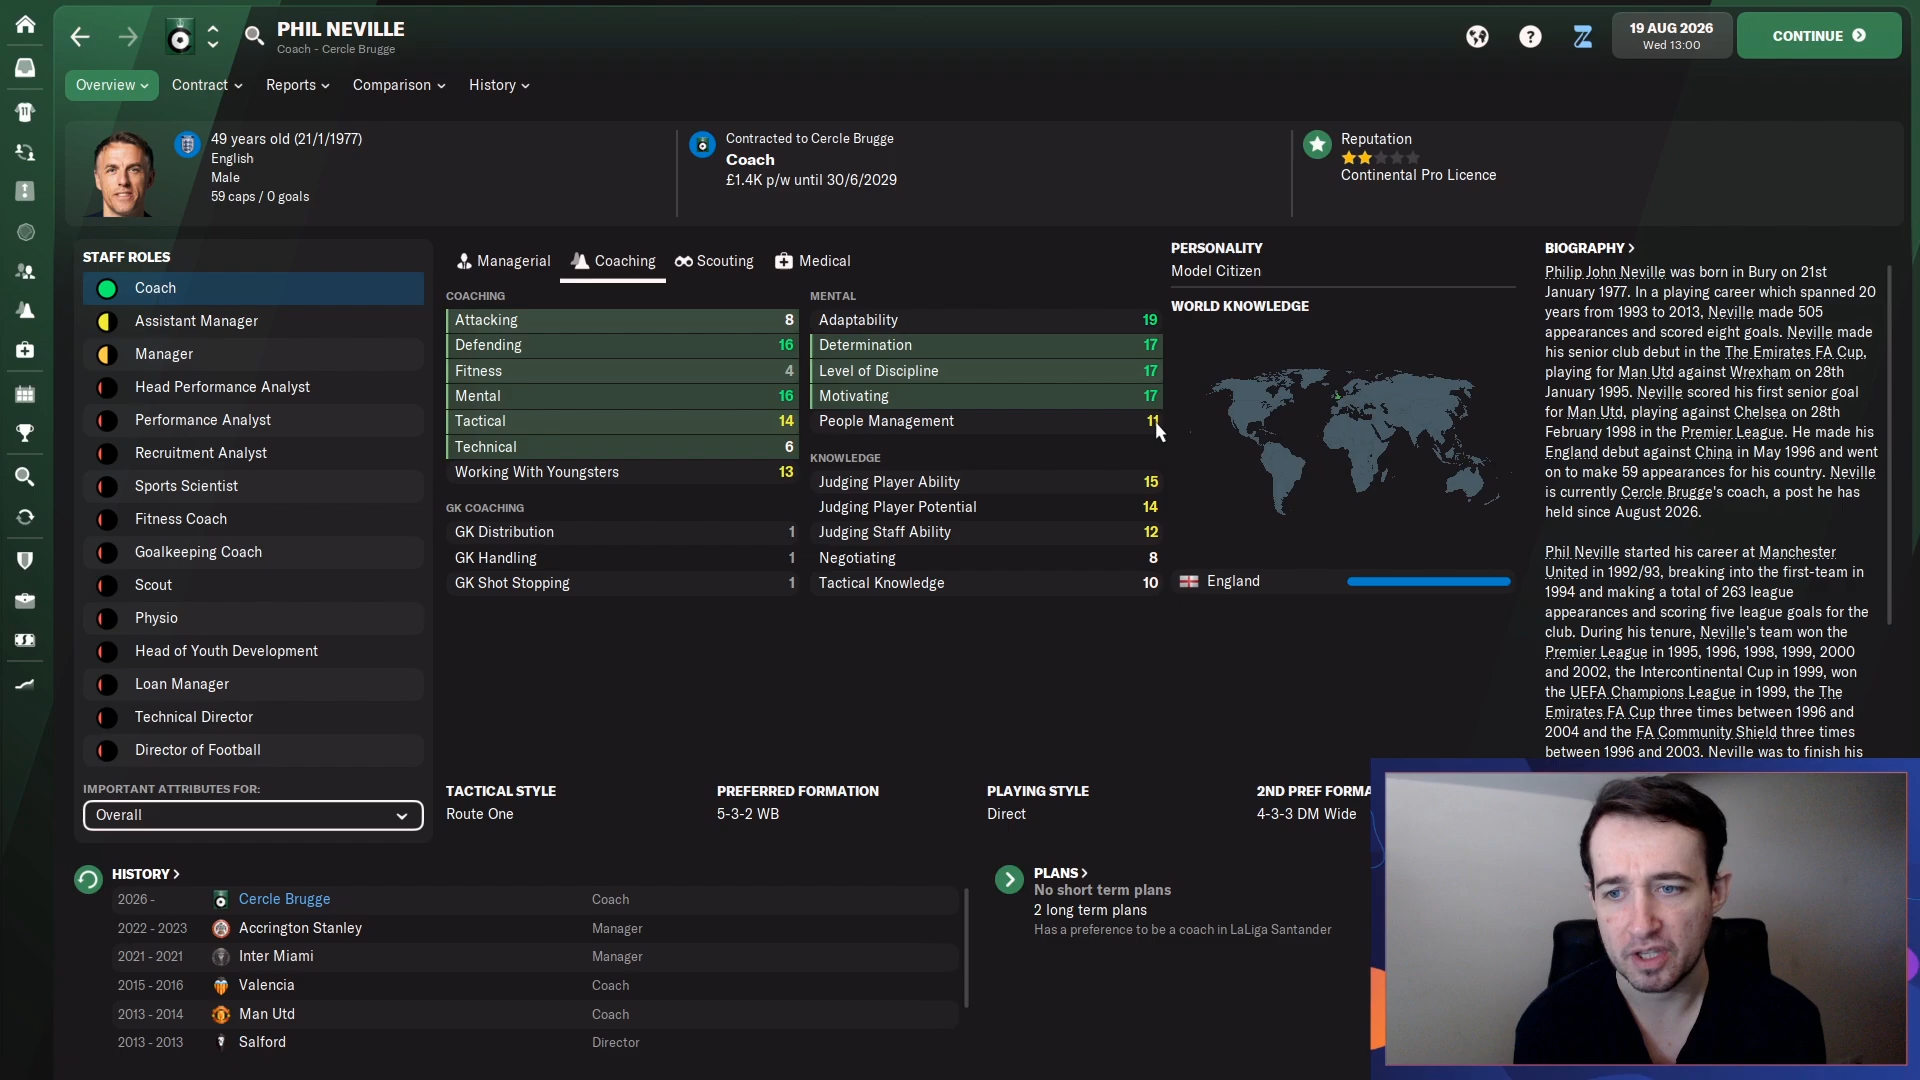 PHIL NEVILLE
Coach - Cercle Brugge
19 AUG 2026
Wed 13:00
CONTINUE
Overview
Contract
Reports
Comparison
History
49 years old (21/1/1977)
English
Male
59 caps / 0 goals
Contracted to Cercle Brugge
Coach
£1.4K p/w until 30/6/2029
Reputation
Continental Pro Licence
STAFF ROLES
Coach
Assistant Manager
Manager
Head Performance Analyst
Performance Analyst
Recruitment Analyst
Sports Scientist
Fitness Coach
Goalkeeping Coach
Scout
Physio
Head of Youth Development
Loan Manager
Technical Director
Director of Football
IMPORTANT ATTRIBUTES FOR:
Overall
Managerial
Coaching
Scouting
Medical
COACHING
Attacking 8
Defending 16
Fitness 4
Mental 16
Tactical 14
Technical 6
Working With Youngsters 13
GK COACHING
GK Distribution 1
GK Handling 1
GK Shot Stopping 1
MENTAL
Adaptability 19
Determination 17
Level of Discipline 17
Motivating 17
People Management 11
KNOWLEDGE
Judging Player Ability 15
Judging Player Potential 14
Judging Staff Ability 12
Negotiating 8
Tactical Knowledge 10
PERSONALITY
Model Citizen
WORLD KNOWLEDGE
England
BIOGRAPHY >
Philip John Neville was born in Bury on 21st
January 1977. In a playing career which spanned 20
years from 1993 to 2013, Neville made 505
appearances and scored eight goals. Neville made
his senior club debut in the The Emirates FA Cup,
playing for Man Utd against Wrexham on 28th
January 1995. Neville scored his first senior goal
for Man Utd, playing against Chelsea on 28th
February 1998 in the Premier League. He made his
England debut against China in May 1996 and went
on to make 59 appearances for his country. Neville
is currently Cercle Brugge's coach, a post he has
held since August 2026.
Phil Neville started his career at Manchester
United in 1992/93, breaking into the first-team in
1994 and making a total of 263 league
appearances and scoring five league goals for the
club. During his tenure, Neville's team won the
Premier League in 1995, 1996, 1998, 1999, 2000
and 2002, the Intercontinental Cup in 1999, won
the UEFA Champions League in 1999, the The
Emirates FA Cup three times between 1996 and
2004 and the FA Community Shield three times
between 1996 and 2003. Neville was to finish his
TACTICAL STYLE
Route One
PREFERRED FORMATION
5-3-2 WB
PLAYING STYLE
Direct
2ND PREF FORMA
4-3-3 DM Wide
HISTORY >
2026 - Cercle Brugge Coach
2022 - 2023 Accrington Stanley Manager
2021 - 2021 Inter Miami Manager
2015 - 2016 Valencia Coach
2013 - 2014 Man Utd Coach
2013 - 2013 Salford Director
PLANS >
No short term plans
2 long term plans
Has a preference to be a coach in LaLiga Santander